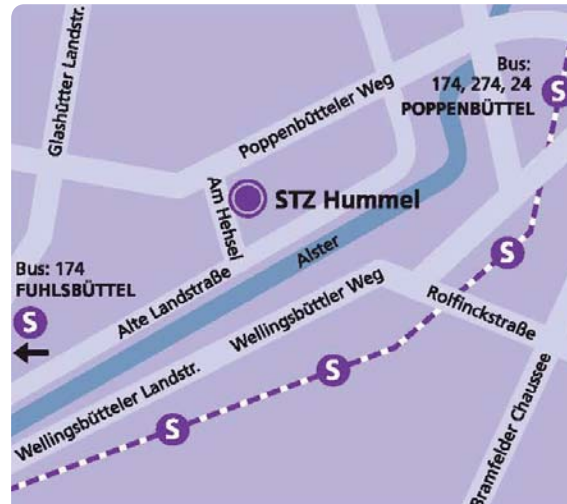 Glashütter Landstr.
Poppenbütteler Weg
Bus:
174, 274, 24
POPPENBÜTTEL
S
Am Hehsel
STZ Hummel
Bus: 174
FUHLSBÜTTEL
S
Alte Landstraße
Alster
S
Wellingsbüttler Weg
Rolfinckstraße
Wellingsbütteler Landstr.
S
S
Bramfelder Chaussee